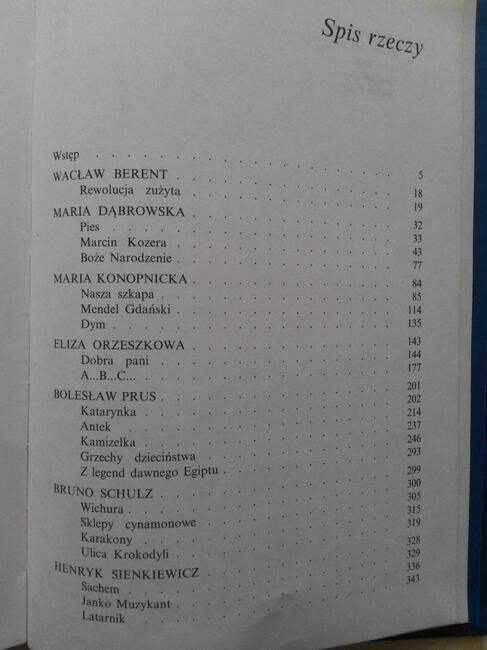 Spis rzeczy
Wstęp . . . . . . . . . . . . . . . 5
WACŁAW BERENT . . . . . . . . . . . 18
Rewolucja zużyta . . . . . . . . . . . 19
MARIA DĄBROWSKA . . . . . . . . . . 32
Pies . . . . . . . . . . . . . . . 33
Marcin Kozera . . . . . . . . . . . 43
Boże Narodzenie . . . . . . . . . . . 77
MARIA KONOPNICKA . . . . . . . . . . 84
Nasza szkapa . . . . . . . . . . . . 85
Mendel Gdański . . . . . . . . . . . 114
Dym . . . . . . . . . . . . . . . 135
ELIZA ORZESZKOWA . . . . . . . . . . 143
Dobra pani . . . . . . . . . . . . . 144
A...B...C... . . . . . . . . . . . . . 177
BOLESŁAW PRUS . . . . . . . . . . . 201
Katarynka . . . . . . . . . . . . . 202
Antek . . . . . . . . . . . . . . 214
Kamizelka . . . . . . . . . . . . . 237
Grzechy dzieciństwa . . . . . . . . . . 246
Z legend dawnego Egiptu . . . . . . . . . 293
BRUNO SCHULZ . . . . . . . . . . . 299
Wichura . . . . . . . . . . . . . . 300
Sklepy cynamonowe . . . . . . . . . . 305
Karakony . . . . . . . . . . . . . 315
Ulica Krokodyli . . . . . . . . . . . 319
HENRYK SIENKIEWICZ . . . . . . . . . 328
Sachem . . . . . . . . . . . . . . 329
Janko Muzykant . . . . . . . . . . . 336
Latarnik . . . . . . . . . . . . . 343